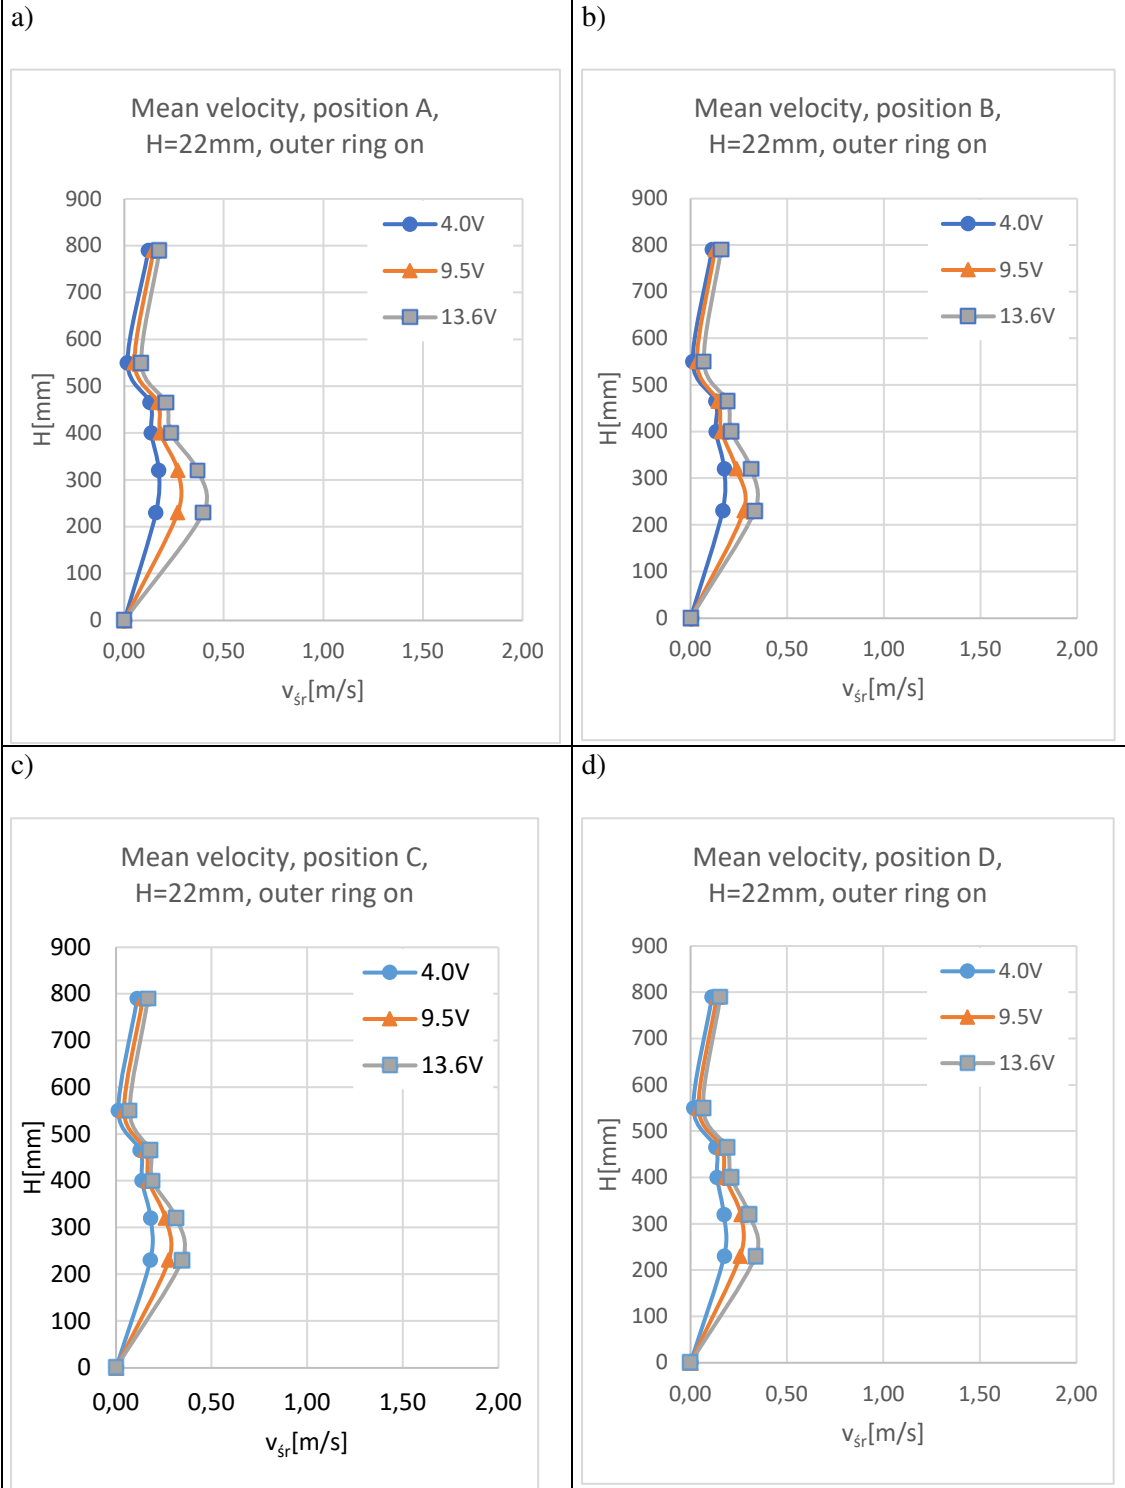 a)
Mean velocity, position A,
H=22mm, outer ring on
900
800
700
600
500
400
300
200
100
0
H[mm]
4.0V
9.5V
13.6V
0,00 0,50 1,00 1,50 2,00
vśr[m/s]
b)
Mean velocity, position B,
H=22mm, outer ring on
900
800
700
600
500
400
300
200
100
0
H[mm]
4.0V
9.5V
13.6V
0,00 0,50 1,00 1,50 2,00
vśr[m/s]
c)
Mean velocity, position C,
H=22mm, outer ring on
900
800
700
600
500
400
300
200
100
0
H[mm]
4.0V
9.5V
13.6V
0,00 0,50 1,00 1,50 2,00
vśr[m/s]
d)
Mean velocity, position D,
H=22mm, outer ring on
900
800
700
600
500
400
300
200
100
0
H[mm]
4.0V
9.5V
13.6V
0,00 0,50 1,00 1,50 2,00
vśr[m/s]